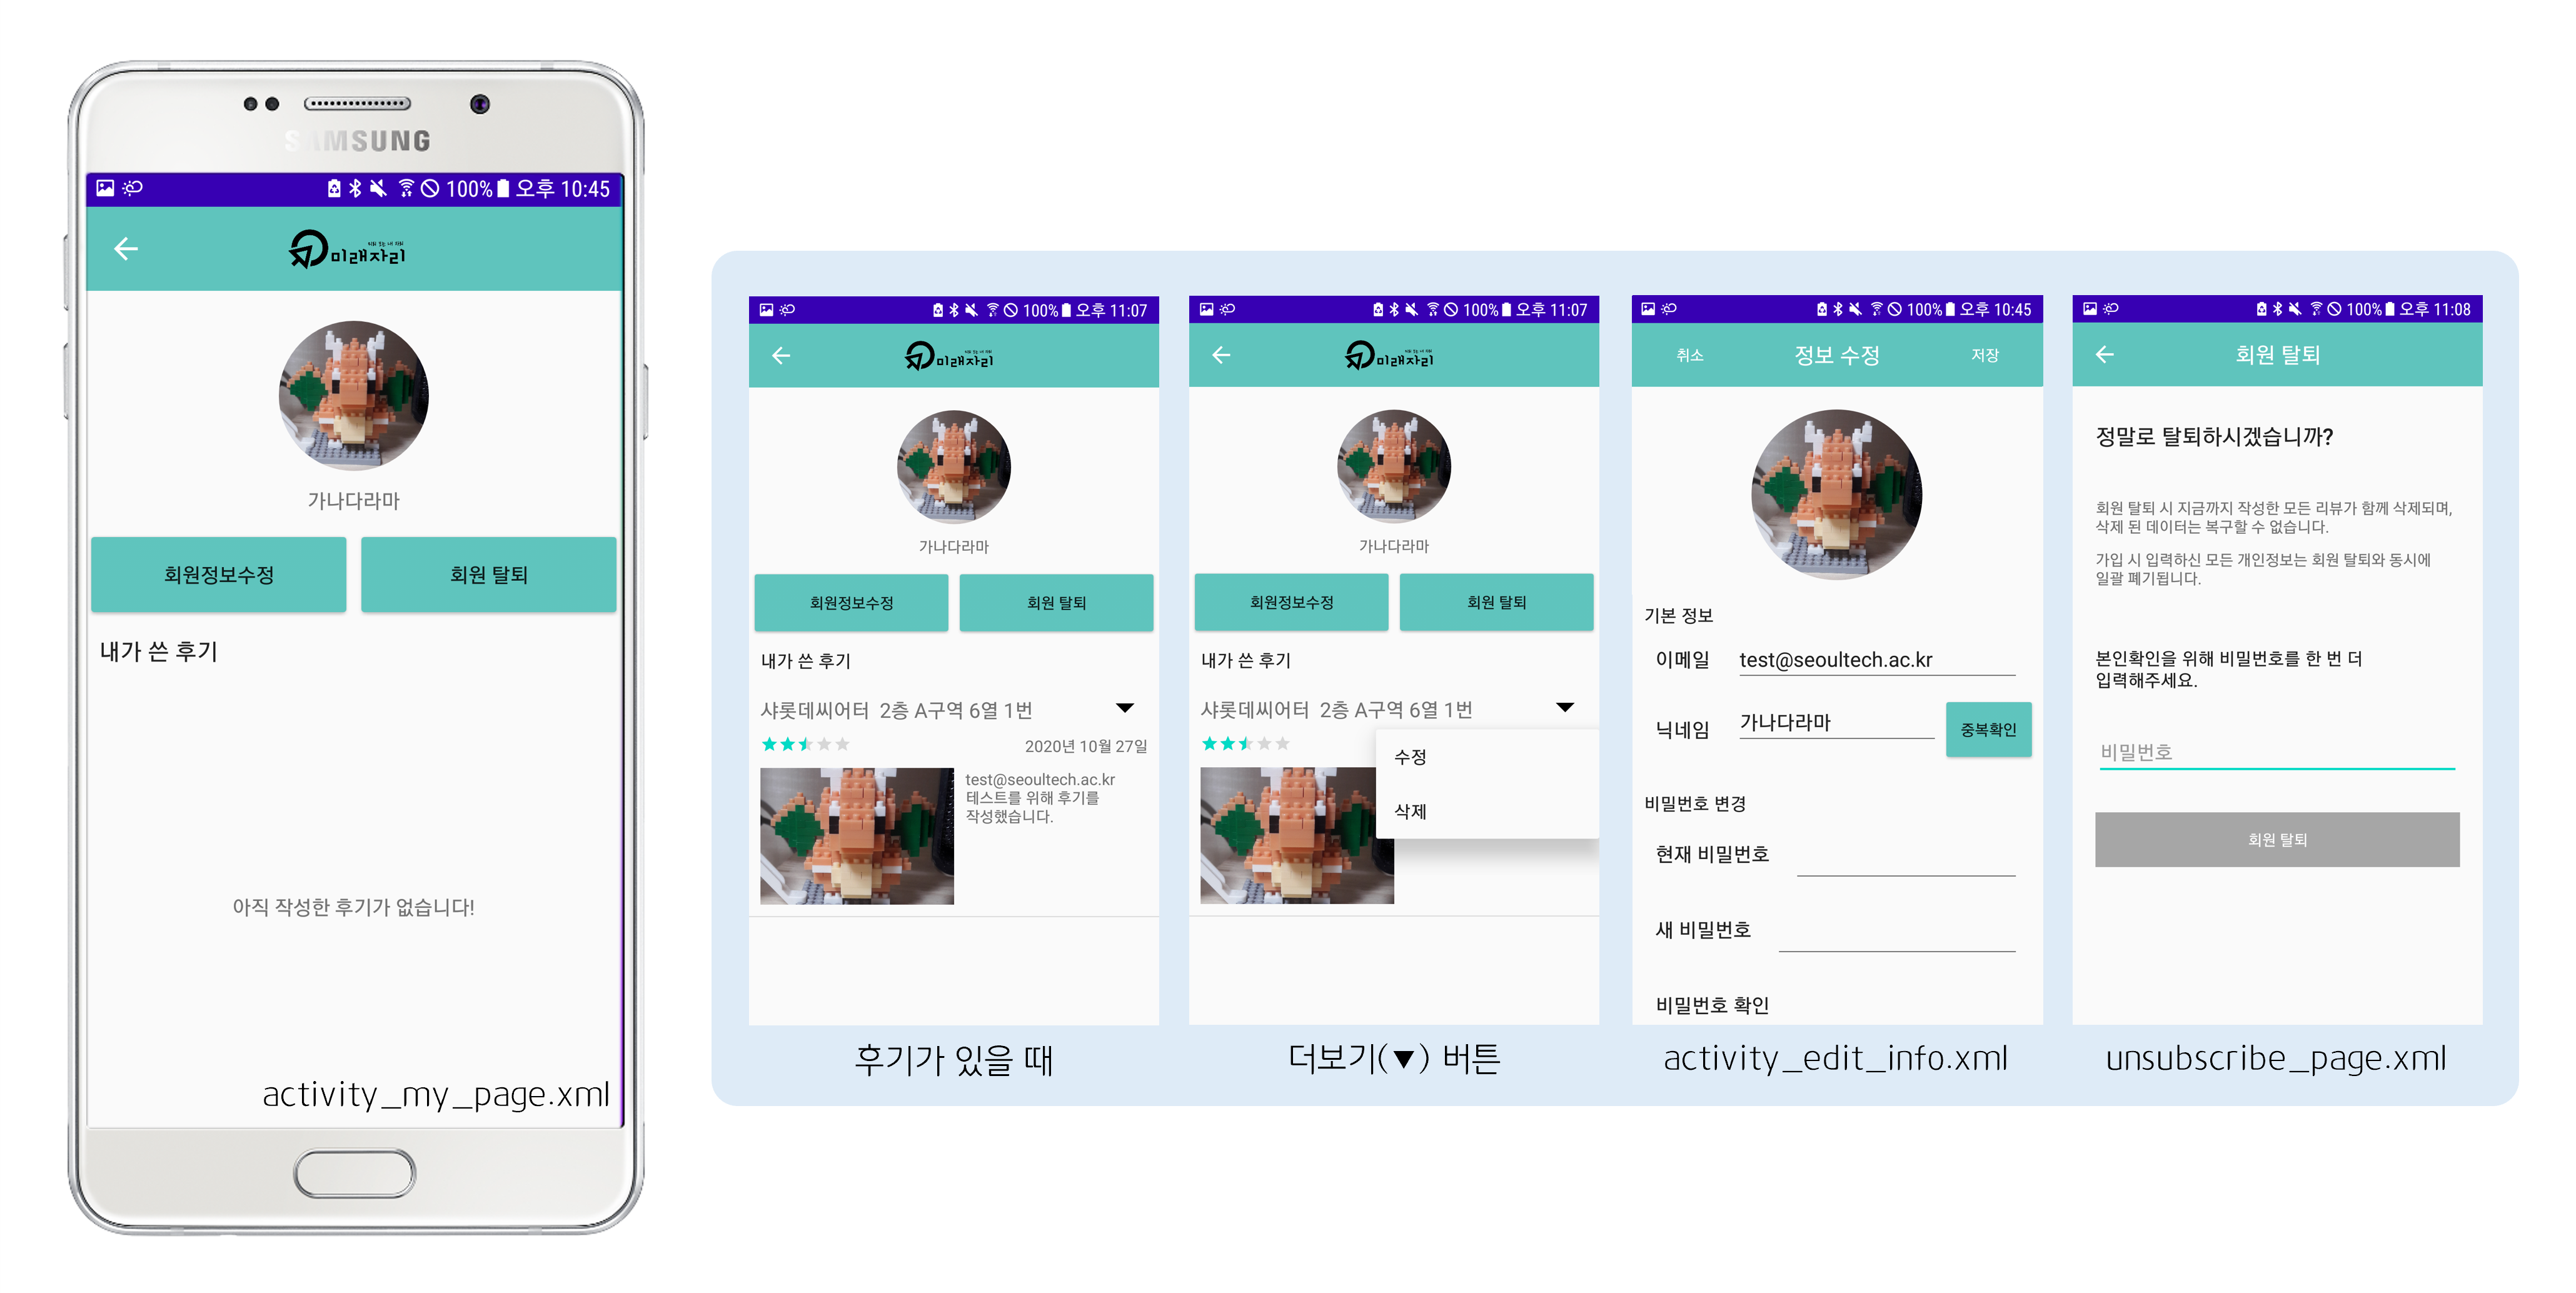 SAMSUNG
100% 오후 10:45
미래자리
가나다라마
회원정보수정
회원 탈퇴
내가 쓴 후기
아직 작성한 후기가 없습니다!
activity_my_page.xml
100% 오후 11:07
미래자리
가나다라마
회원정보수정
회원 탈퇴
내가 쓴 후기
샤롯데씨어터 2층 A구역 6열 1번
2020년 10월 27일
test@seoultech.ac.kr
테스트를 위해 후기를
작성했습니다.
후기가 있을 때
100% 오후 11:07
미래자리
가나다라마
회원정보수정
회원 탈퇴
내가 쓴 후기
샤롯데씨어터 2층 A구역 6열 1번
수정
삭제
더보기(▼) 버튼
100% 오후 10:45
취소 정보 수정 저장
기본 정보
이메일 test@seoultech.ac.kr
닉네임 가나다라마 중복확인
비밀번호 변경
현재 비밀번호
새 비밀번호
비밀번호 확인
activity_edit_info.xml
100% 오후 11:08
회원 탈퇴
정말로 탈퇴하시겠습니까?
회원 탈퇴 시 지금까지 작성한 모든 리뷰가 함께 삭제되며,
삭제 된 데이터는 복구할 수 없습니다.
가입 시 입력하신 모든 개인정보는 회원 탈퇴와 동시에
일괄 폐기됩니다.
본인확인을 위해 비밀번호를 한 번 더
입력해주세요.
비밀번호
회원 탈퇴
unsubscribe_page.xml